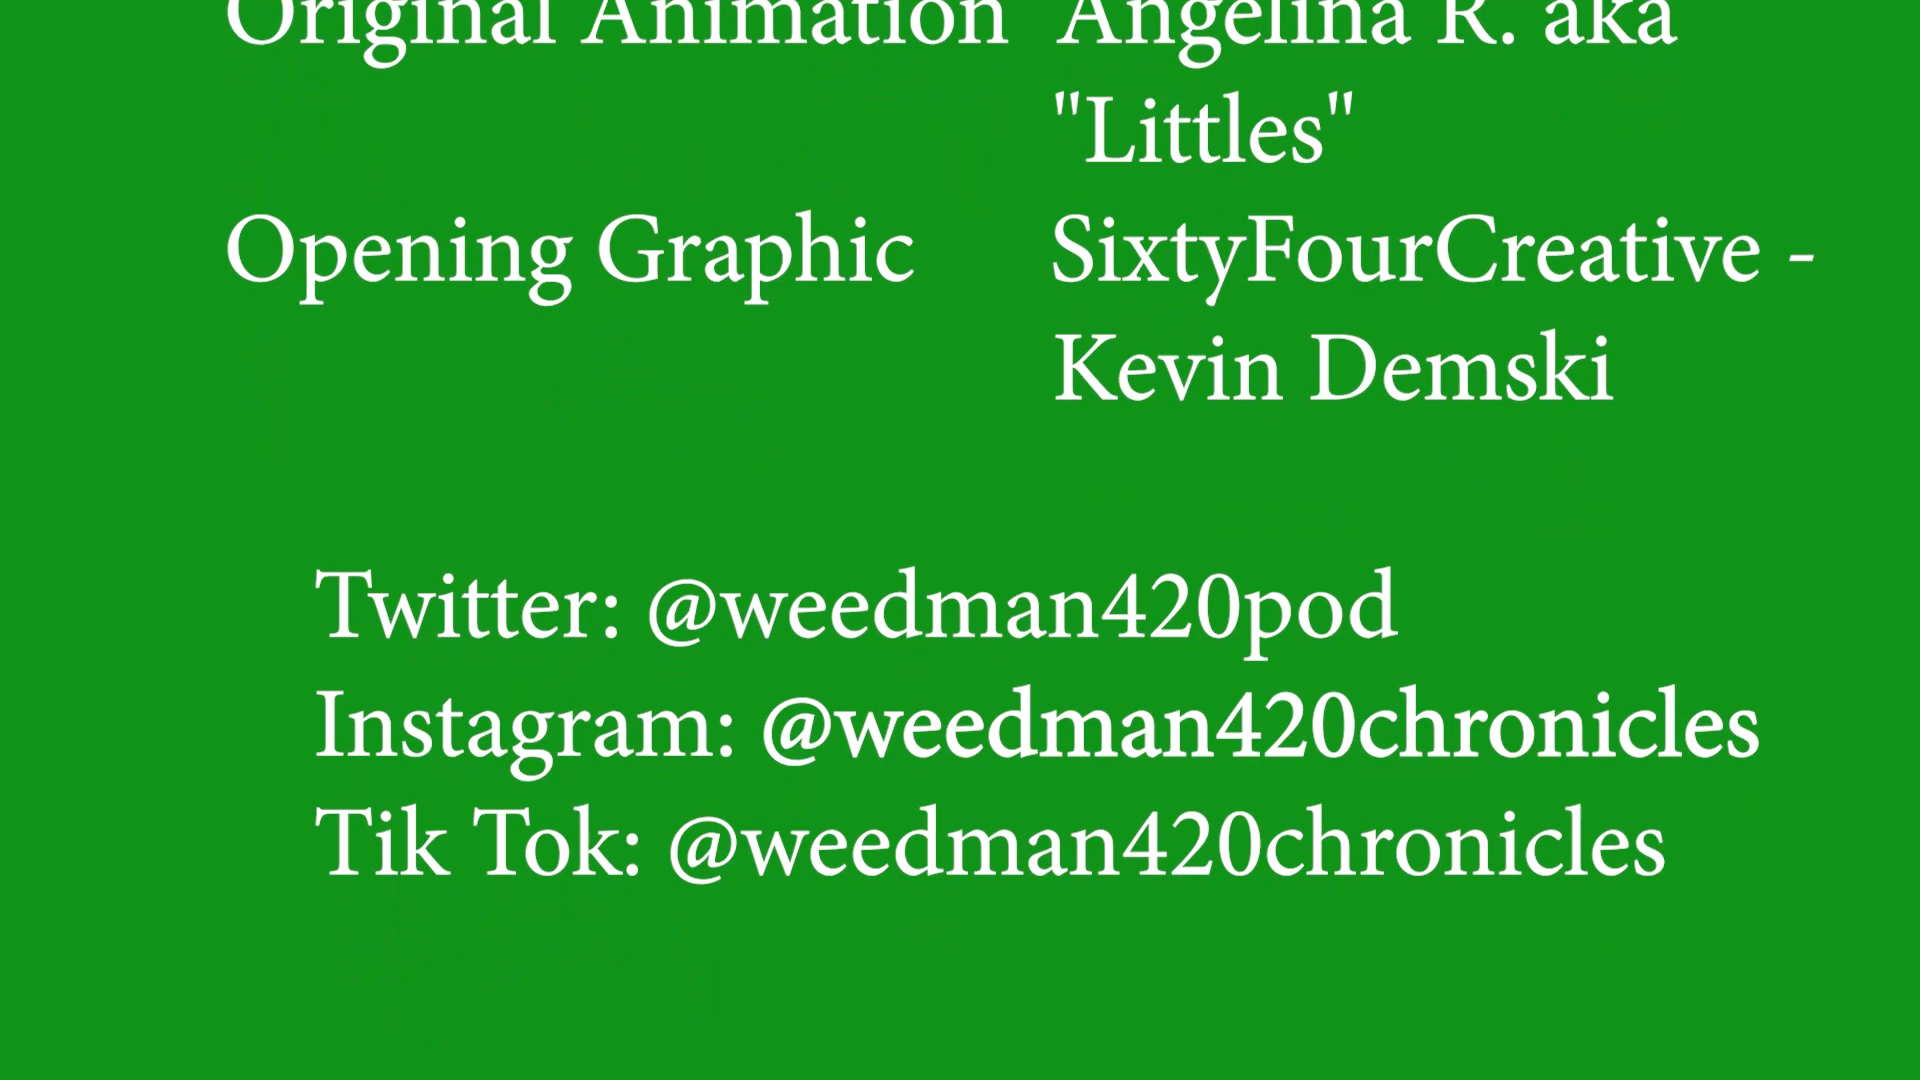 Original Animation Angelina R. aka
"Littles"
Opening Graphic SixtyFourCreative -
Kevin Demski
Twitter: @weedman420pod
Instagram: @weedman420chronicles
Tik Tok: @weedman420chronicles